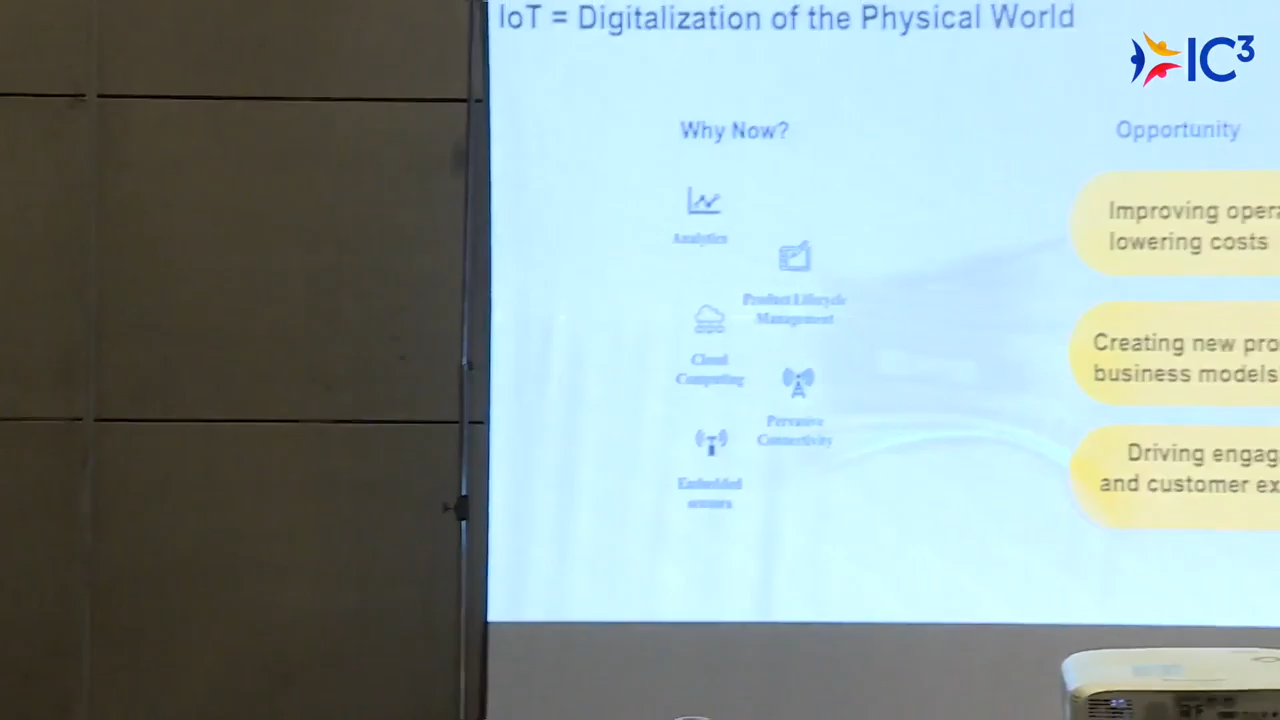 IoT = Digitalization of the Physical World
IC³
Why Now?
Opportunity
Analytics
Product Lifecycle
Management
Cloud
Computing
Pervasive
Connectivity
Embedded
sensors
Improving opera
lowering costs
Creating new pro
business models
Driving engag
and customer ex